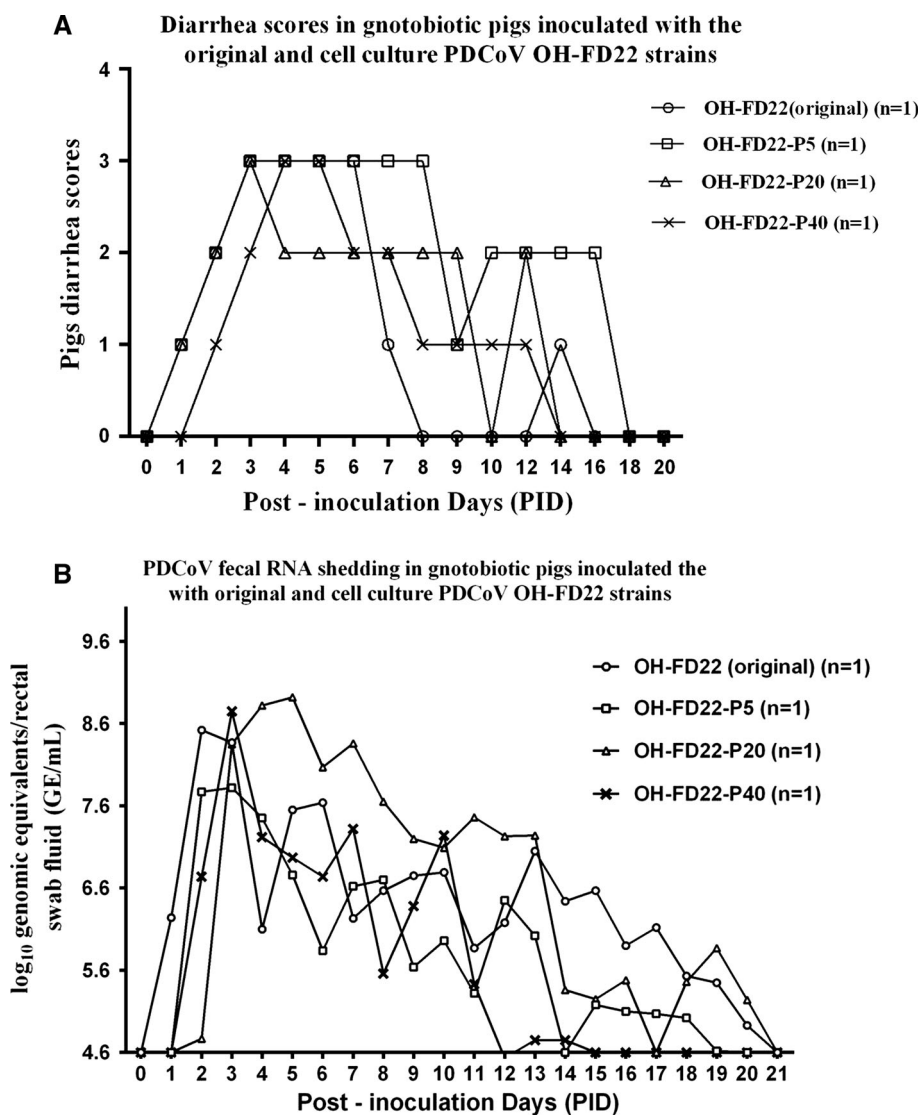 A
Diarrhea scores in gnotobiotic pigs inoculated with the
original and cell culture PDCoV OH-FD22 strains
Pigs diarrhea scores
4
3
2
1
0
0 1 2 3 4 5 6 7 8 9 10 12 14 16 18 20
Post - inoculation Days (PID)
OH-FD22(original) (n=1)
OH-FD22-P5 (n=1)
OH-FD22-P20 (n=1)
OH-FD22-P40 (n=1)
B
PDCoV fecal RNA shedding in gnotobiotic pigs inoculated the
with original and cell culture PDCoV OH-FD22 strains
log₁₀ genomic equivalents/rectal
swab fluid (GE/mL)
9.6
8.6
7.6
6.6
5.6
4.6
0 1 2 3 4 5 6 7 8 9 10 11 12 13 14 15 16 17 18 19 20 21
Post - inoculation Days (PID)
OH-FD22 (original) (n=1)
OH-FD22-P5 (n=1)
OH-FD22-P20 (n=1)
OH-FD22-P40 (n=1)